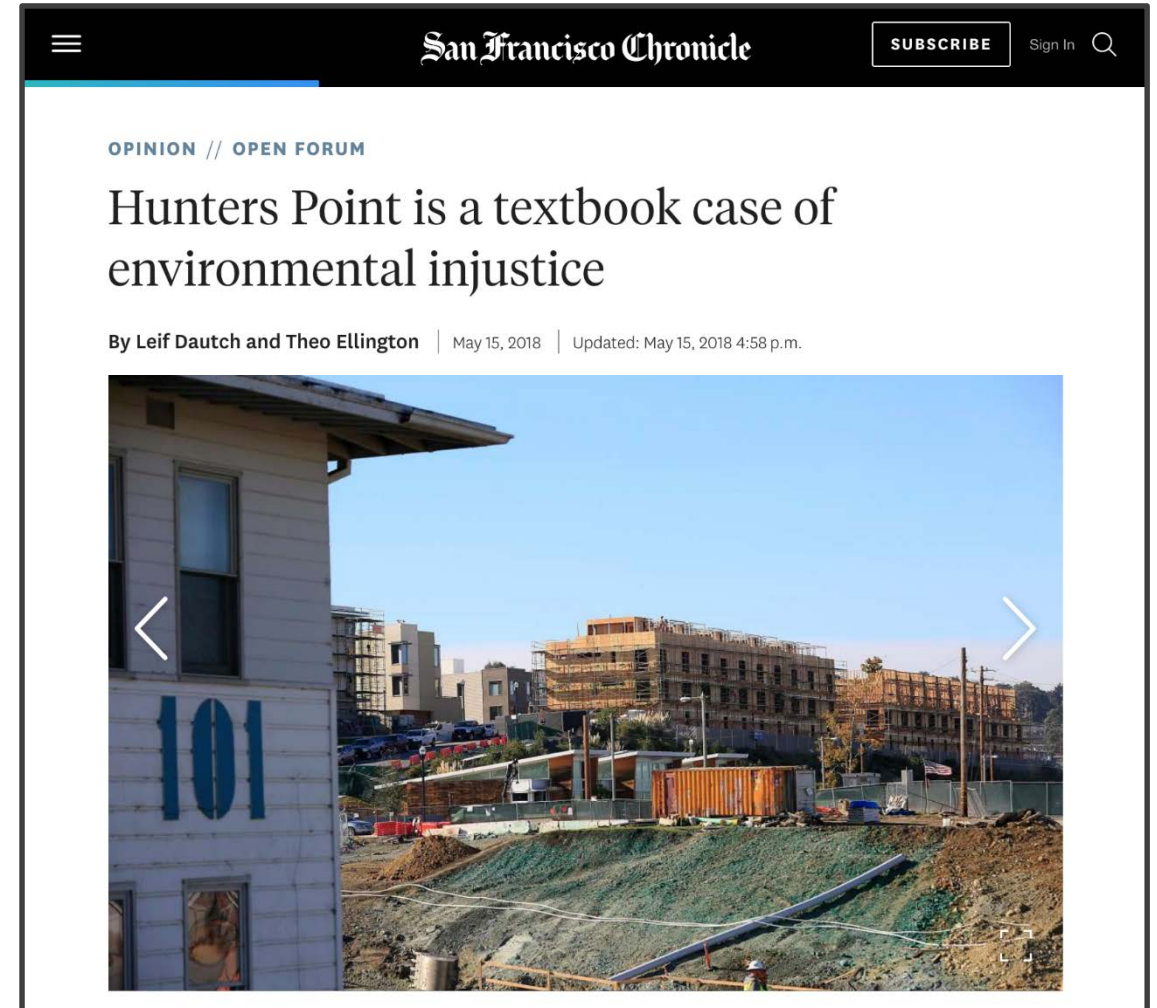 San Francisco Chronicle
SUBSCRIBE
Sign In
OPINION // OPEN FORUM
Hunters Point is a textbook case of
environmental injustice
By Leif Dautch and Theo Ellington | May 15, 2018 | Updated: May 15, 2018 4:58 p.m.
101